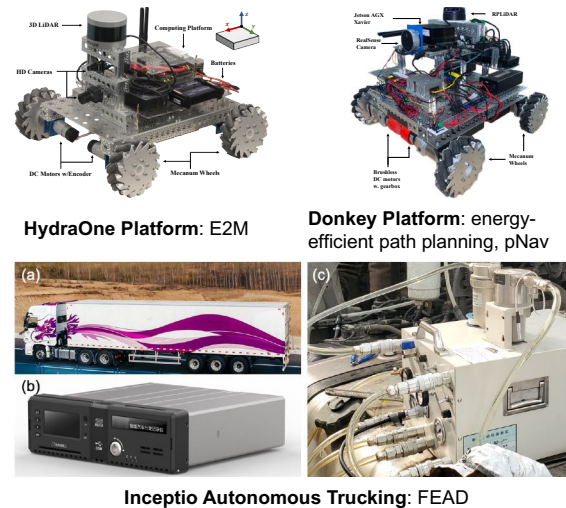 3D LiDAR
Computing Platform
z
x
y
Batteries
HD Cameras
DC Motors w/Encoder
Mecanum Wheels
HydraOne Platform: E2M
Jetson AGX
Xavier
RPLiDAR
RealSense
Camera
Brushless
DC motors
w. gearbox
Mecanum
Wheels
Donkey Platform: energy-
efficient path planning, pNav
(a)
(b)
(c)
Inceptio Autonomous Trucking: FEAD